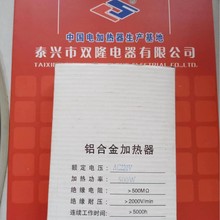 中国电加热器生产基地
泰兴市双隆电器有限公司
铝合金加热器
额定电压:
加热功率:
绝缘电阻: >500MΩ
绝缘耐压: >2000V/min
连续工作时间: >5000h